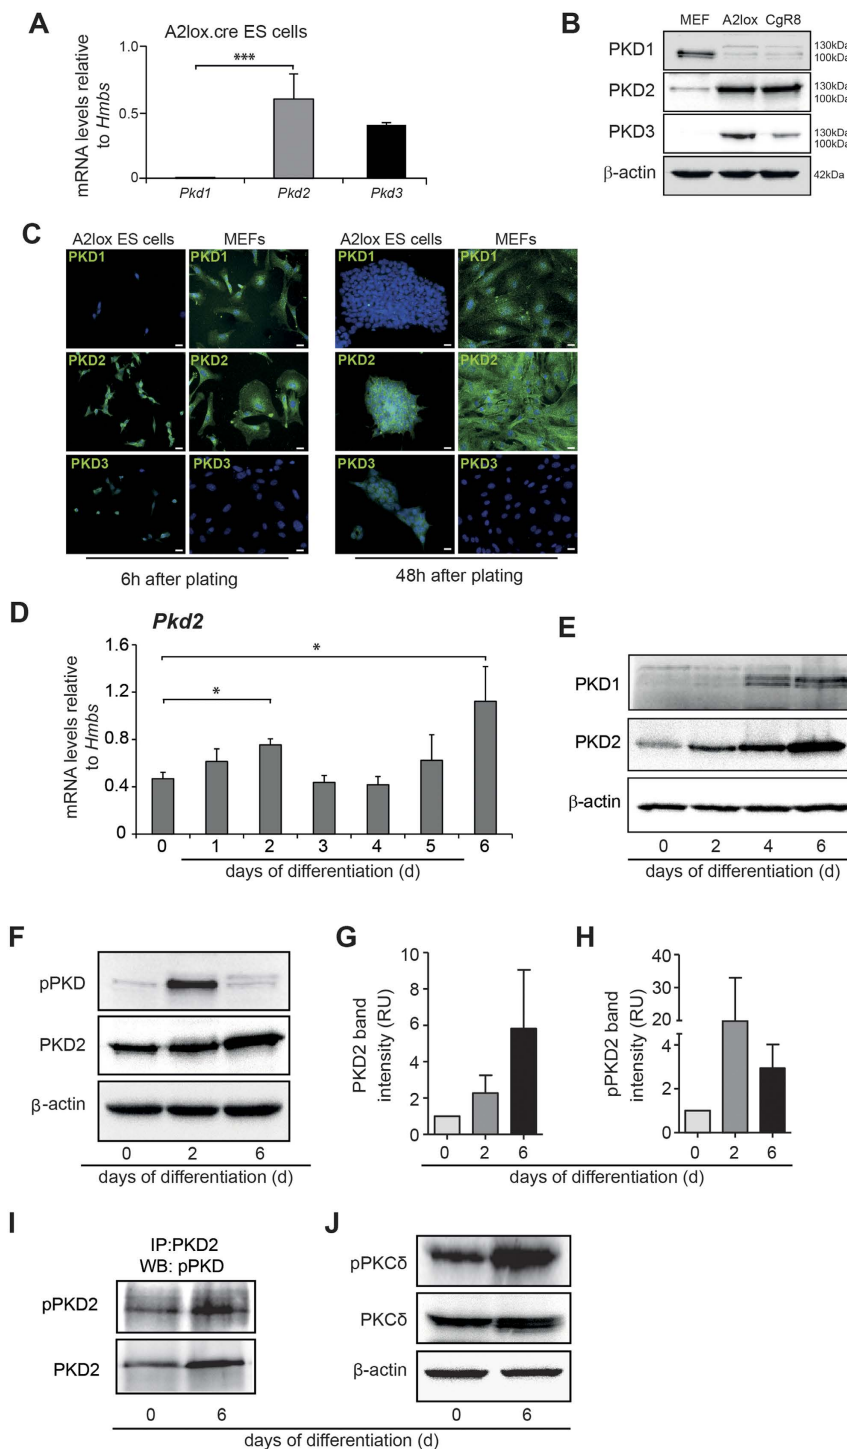 A
A2lox.cre ES cells
mRNA levels relative
to Hmbs
1.0
0.5
0
***
Pkd1 Pkd2 Pkd3
B
MEF A2lox CgR8
PKD1 130kDa
100kDa
PKD2 130kDa
100kDa
PKD3 130kDa
100kDa
β-actin 42kDa
C
A2lox ES cells MEFs A2lox ES cells MEFs
PKD1 PKD1 PKD1 PKD1
PKD2 PKD2 PKD2 PKD2
PKD3 PKD3 PKD3 PKD3
6h after plating 48h after plating
D
Pkd2
mRNA levels relative
to Hmbs
1.6
1.2
0.8
0.4
0
*
*
0 1 2 3 4 5 6
days of differentiation (d)
E
PKD1
PKD2
β-actin
0 2 4 6
days of differentiation (d)
F
pPKD
PKD2
β-actin
0 2 6
days of differentiation (d)
G
PKD2 band
intensity (RU)
10
8
6
4
2
0
0 2 6
H
pPKD2 band
intensity (RU)
40
30
20
4
2
0
0 2 6
days of differentiation (d)
I
IP:PKD2
WB: pPKD
pPKD2
PKD2
0 6
J
pPKCδ
PKCδ
β-actin
0 6
days of differentiation (d)